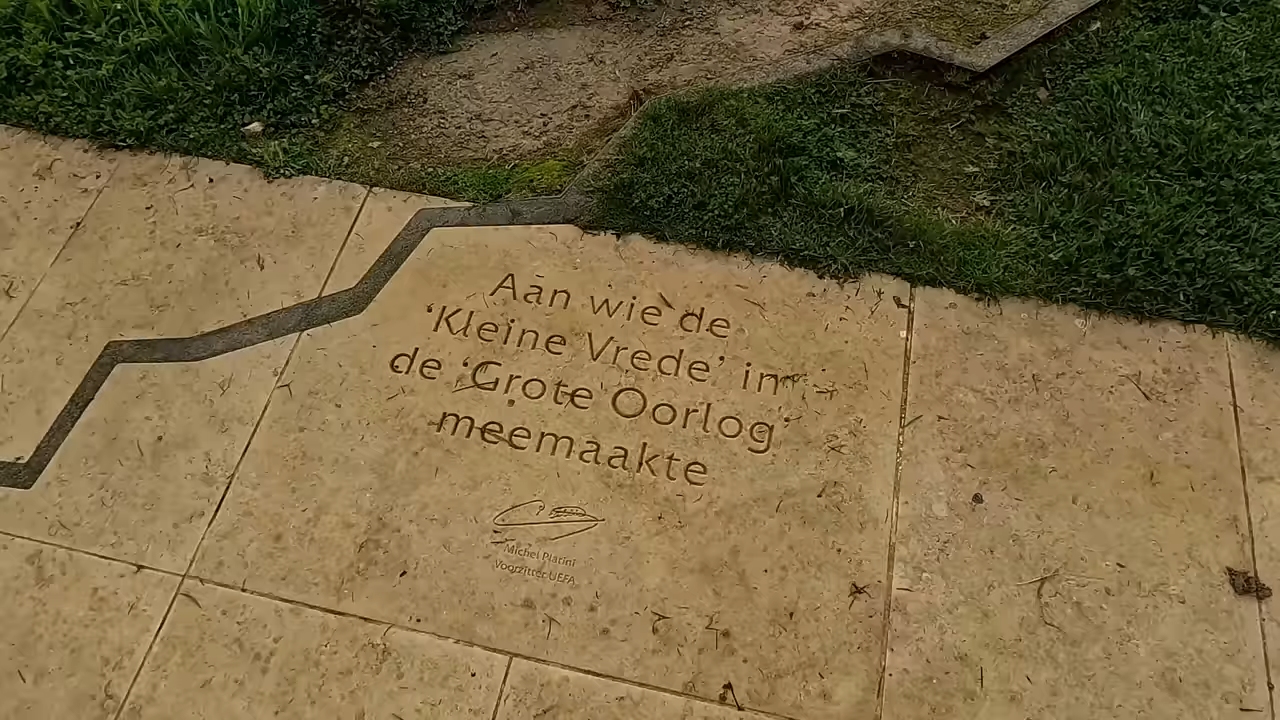 Aan wie de
‘Kleine Vrede’ in
de ‘Grote Oorlog’
meemaakte
Michel Platini
Voorzitter UEFA